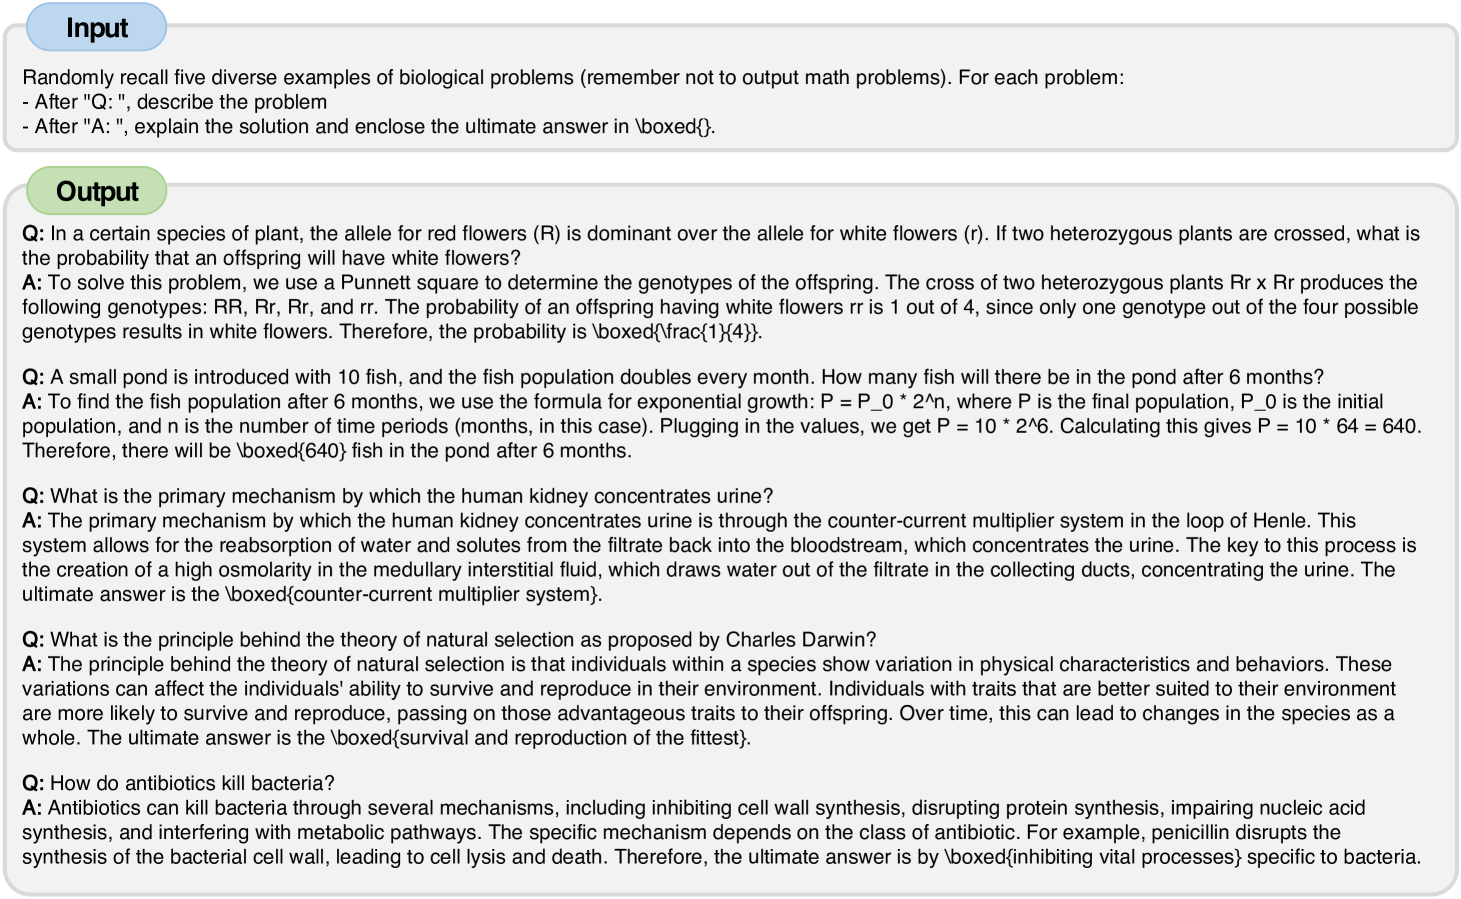 Input
Randomly recall five diverse examples of biological problems (remember not to output math problems). For each problem:
- After "Q: ", describe the problem
- After "A: ", explain the solution and enclose the ultimate answer in \boxed{}.
Output
Q: In a certain species of plant, the allele for red flowers (R) is dominant over the allele for white flowers (r). If two heterozygous plants are crossed, what is
the probability that an offspring will have white flowers?
A: To solve this problem, we use a Punnett square to determine the genotypes of the offspring. The cross of two heterozygous plants Rr x Rr produces the
following genotypes: RR, Rr, Rr, and rr. The probability of an offspring having white flowers rr is 1 out of 4, since only one genotype out of the four possible
genotypes results in white flowers. Therefore, the probability is \boxed{\frac{1}{4}}.
Q: A small pond is introduced with 10 fish, and the fish population doubles every month. How many fish will there be in the pond after 6 months?
A: To find the fish population after 6 months, we use the formula for exponential growth: P = P_0 * 2^n, where P is the final population, P_0 is the initial
population, and n is the number of time periods (months, in this case). Plugging in the values, we get P = 10 * 2^6. Calculating this gives P = 10 * 64 = 640.
Therefore, there will be \boxed{640} fish in the pond after 6 months.
Q: What is the primary mechanism by which the human kidney concentrates urine?
A: The primary mechanism by which the human kidney concentrates urine is through the counter-current multiplier system in the loop of Henle. This
system allows for the reabsorption of water and solutes from the filtrate back into the bloodstream, which concentrates the urine. The key to this process is
the creation of a high osmolarity in the medullary interstitial fluid, which draws water out of the filtrate in the collecting ducts, concentrating the urine. The
ultimate answer is the \boxed{counter-current multiplier system}.
Q: What is the principle behind the theory of natural selection as proposed by Charles Darwin?
A: The principle behind the theory of natural selection is that individuals within a species show variation in physical characteristics and behaviors. These
variations can affect the individuals' ability to survive and reproduce in their environment. Individuals with traits that are better suited to their environment
are more likely to survive and reproduce, passing on those advantageous traits to their offspring. Over time, this can lead to changes in the species as a
whole. The ultimate answer is the \boxed{survival and reproduction of the fittest}.
Q: How do antibiotics kill bacteria?
A: Antibiotics can kill bacteria through several mechanisms, including inhibiting cell wall synthesis, disrupting protein synthesis, impairing nucleic acid
synthesis, and interfering with metabolic pathways. The specific mechanism depends on the class of antibiotic. For example, penicillin disrupts the
synthesis of the bacterial cell wall, leading to cell lysis and death. Therefore, the ultimate answer is by \boxed{inhibiting vital processes} specific to bacteria.